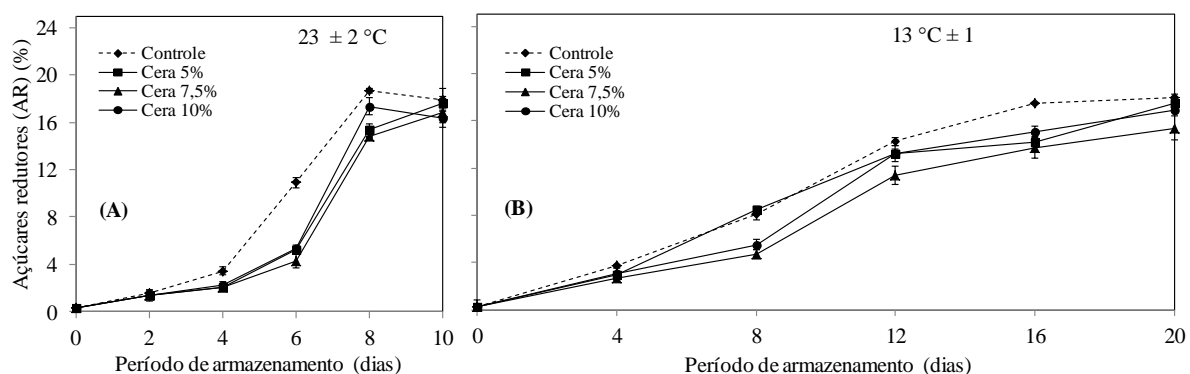 Açúcares redutores (AR) (%)
24
20
16
12
8
4
0
23 ± 2 °C
Controle
Cera 5%
Cera 7,5%
Cera 10%
(A)
0 2 4 6 8 10
Período de armazenamento (dias)
13 °C ± 1
Controle
Cera 5%
Cera 7,5%
Cera 10%
(B)
0 4 8 12 16 20
Período de armazenamento (dias)